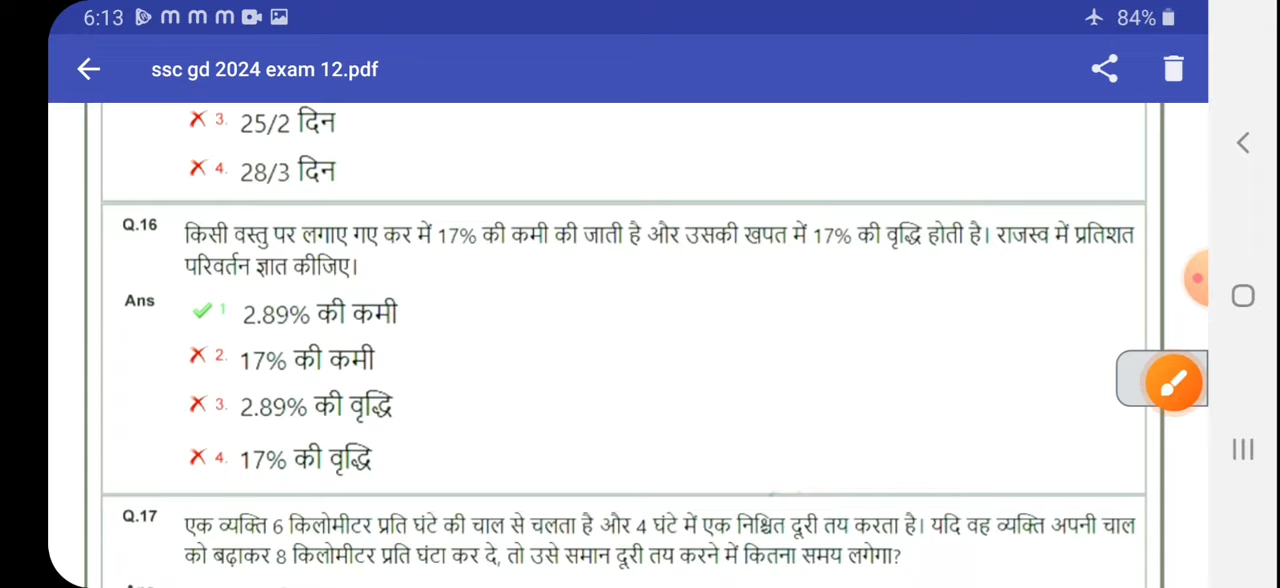 6:13 m m m 84%
ssc gd 2024 exam 12.pdf
3. 25/2 दिन
4. 28/3 दिन
Q.16 किसी वस्तु पर लगाए गए कर में 17% की कमी की जाती है और उसकी खपत में 17% की वृद्धि होती है। राजस्व में प्रतिशत
परिवर्तन ज्ञात कीजिए।
Ans
1 2.89% की कमी
2. 17% की कमी
3. 2.89% की वृद्धि
4. 17% की वृद्धि
Q.17 एक व्यक्ति 6 किलोमीटर प्रति घंटे की चाल से चलता है और 4 घंटे में एक निश्चित दूरी तय करता है। यदि वह व्यक्ति अपनी चाल
को बढ़ाकर 8 किलोमीटर प्रति घंटा कर दे, तो उसे समान दूरी तय करने में कितना समय लगेगा?